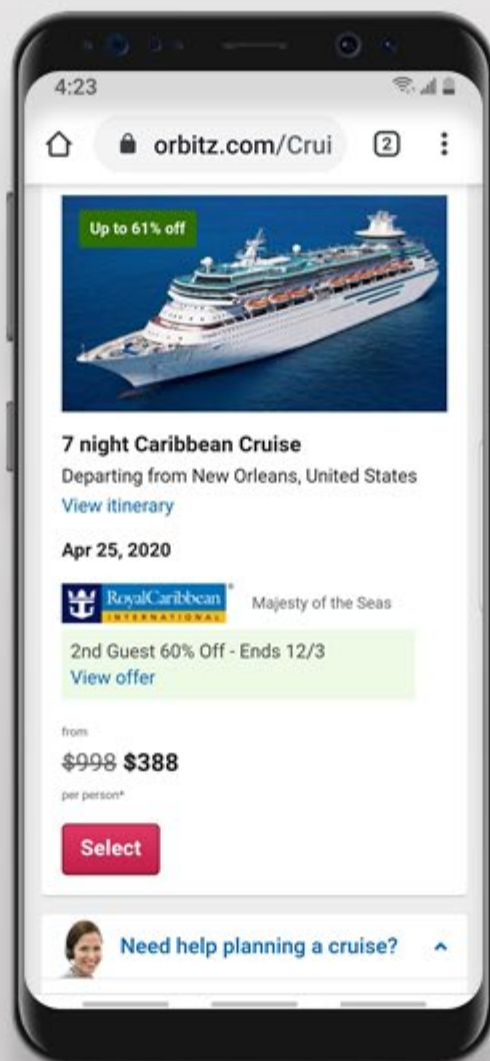 4:23
orbitz.com/Crui
2
Up to 61% off
7 night Caribbean Cruise
Departing from New Orleans, United States
View itinerary
Apr 25, 2020
RoyalCaribbean®
INTERNATIONAL
Majesty of the Seas
2nd Guest 60% Off - Ends 12/3
View offer
from
$998 $388
per person*
Select
Need help planning a cruise?